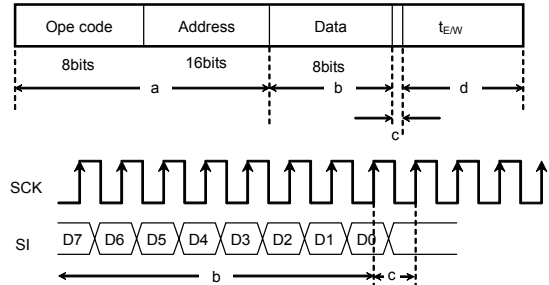 Ope code Address Data tE/W
8bits 16bits 8bits
a b d
c
SCK
SI D7 D6 D5 D4 D3 D2 D1 D0
b c